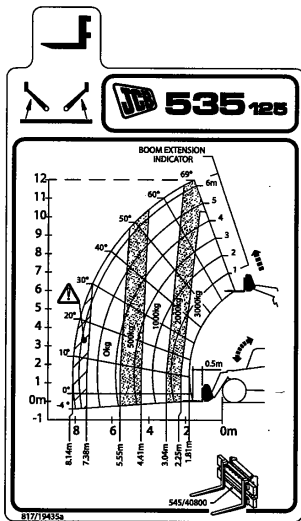 JCB 535 125
BOOM EXTENSION
INDICATOR
69°
60°
50°
40°
30°
20°
10°
0°
-4°
6m
5
4
3
2
1
12
11
10
9
8
7
6
5
4
3
2
1
0m
-1
0kg
500kg
1000kg
2000kg
3000kg
0.5m
8 6 4 2 0m
8.14m
7.38m
5.55m
4.41m
3.04m
2.25m
1.81m
545/40800
817/19435a